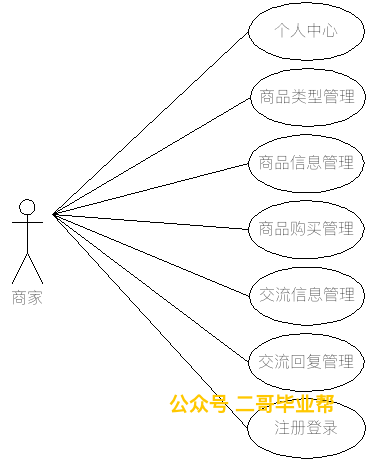 个人中心
商品类型管理
商品信息管理
商品购买管理
商家
交流信息管理
交流回复管理
公众号 二哥毕业帮
注册登录